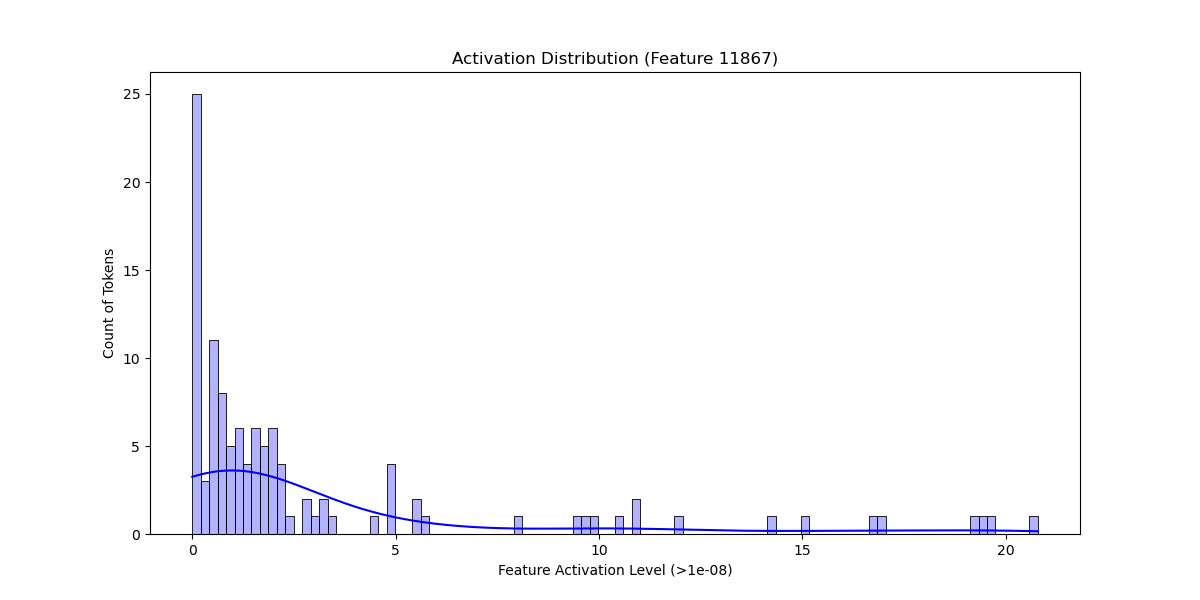 Activation Distribution (Feature 11867)
25
20
15
10
5
0
Count of Tokens
0 5 10 15 20
Feature Activation Level (>1e-08)